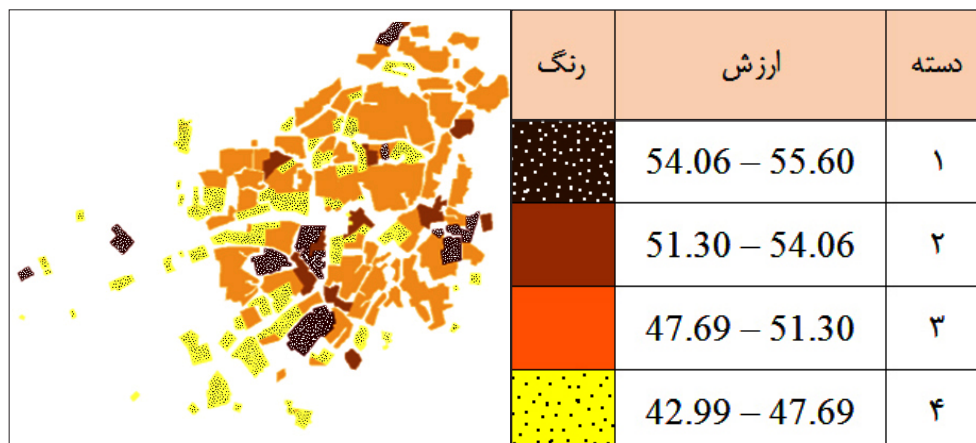 دسته ارزش رنگ
۱ 54.06 – 55.60
۲ 51.30 – 54.06
۳ 47.69 – 51.30
۴ 42.99 – 47.69